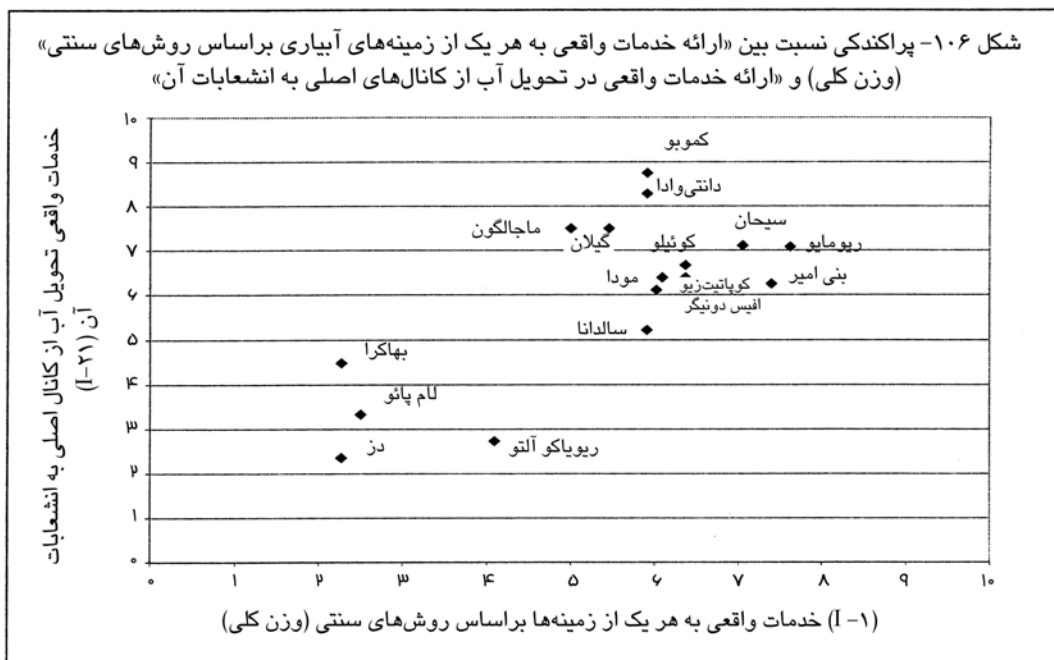 شکل ۱۰۶- پراکندکی نسبت بین «ارائه خدمات واقعی به هر یک از زمینه‌های آبیاری براساس روش‌های سنتی»
(وزن کلی) و «ارائه خدمات واقعی در تحویل آب از کانال‌های اصلی به انشعابات آن»
خدمات واقعی تحویل آب از کانال اصلی به انشعابات
آن (I-۲۱)
۱۰
۹
۸
۷
۶
۵
۴
۳
۲
۱
۰
کموبو
دانتی‌وادا
سیحان
ماجالگون
گیلان
کوئیلو
ریومایو
مودا
کوپاتیت‌زیو
بنی امیر
افیس دونیگر
سالدانا
بهاکرا
لام پائو
دز
ریویاکو آلتو
۰ ۱ ۲ ۳ ۴ ۵ ۶ ۷ ۸ ۹ ۱۰
(I -۱) خدمات واقعی به هر یک از زمینه‌ها براساس روش‌های سنتی (وزن کلی)